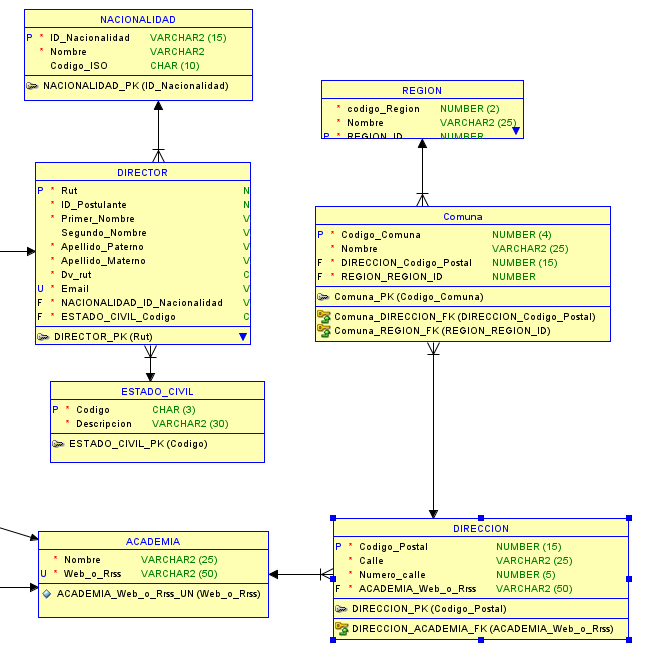 NACIONALIDAD
P * ID_Nacionalidad VARCHAR2 (15)
* Nombre VARCHAR2
Codigo_ISO CHAR (10)
NACIONALIDAD_PK (ID_Nacionalidad)
REGION
* codigo_Region NUMBER (2)
* Nombre VARCHAR2 (25)
P * REGION_ID NUMBER
DIRECTOR
P * Rut N
* ID_Postulante N
* Primer_Nombre V
Segundo_Nombre V
* Apellido_Paterno V
* Apellido_Materno V
* Dv_rut C
U * Email V
F * NACIONALIDAD_ID_Nacionalidad V
F * ESTADO_CIVIL_Codigo C
DIRECTOR_PK (Rut)
Comuna
P * Codigo_Comuna NUMBER (4)
* Nombre VARCHAR2 (25)
F * DIRECCION_Codigo_Postal NUMBER (15)
F * REGION_REGION_ID NUMBER
Comuna_PK (Codigo_Comuna)
Comuna_DIRECCION_FK (DIRECCION_Codigo_Postal)
Comuna_REGION_FK (REGION_REGION_ID)
ESTADO_CIVIL
P * Codigo CHAR (3)
* Descripcion VARCHAR2 (30)
ESTADO_CIVIL_PK (Codigo)
ACADEMIA
* Nombre VARCHAR2 (25)
U * Web_o_Rrss VARCHAR2 (50)
ACADEMIA_Web_o_Rrss_UN (Web_o_Rrss)
DIRECCION
P * Codigo_Postal NUMBER (15)
* Calle VARCHAR2 (25)
* Numero_calle NUMBER (5)
F * ACADEMIA_Web_o_Rrss VARCHAR2 (50)
DIRECCION_PK (Codigo_Postal)
DIRECCION_ACADEMIA_FK (ACADEMIA_Web_o_Rrss)